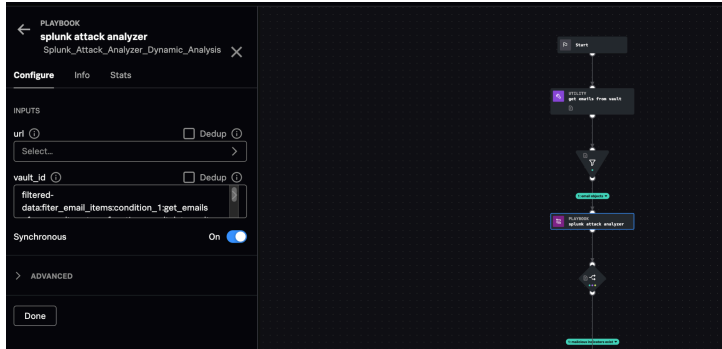 PLAYBOOK
splunk attack analyzer
Splunk_Attack_Analyzer_Dynamic_Analysis
Configure Info Stats
INPUTS
url Dedup
Select...
vault_id Dedup
filtered-
data:fiter_email_items:condition_1:get_emails
Synchronous On
ADVANCED
Done
Start
UTILITY
get emails from vault
PLAYBOOK
splunk attack analyzer